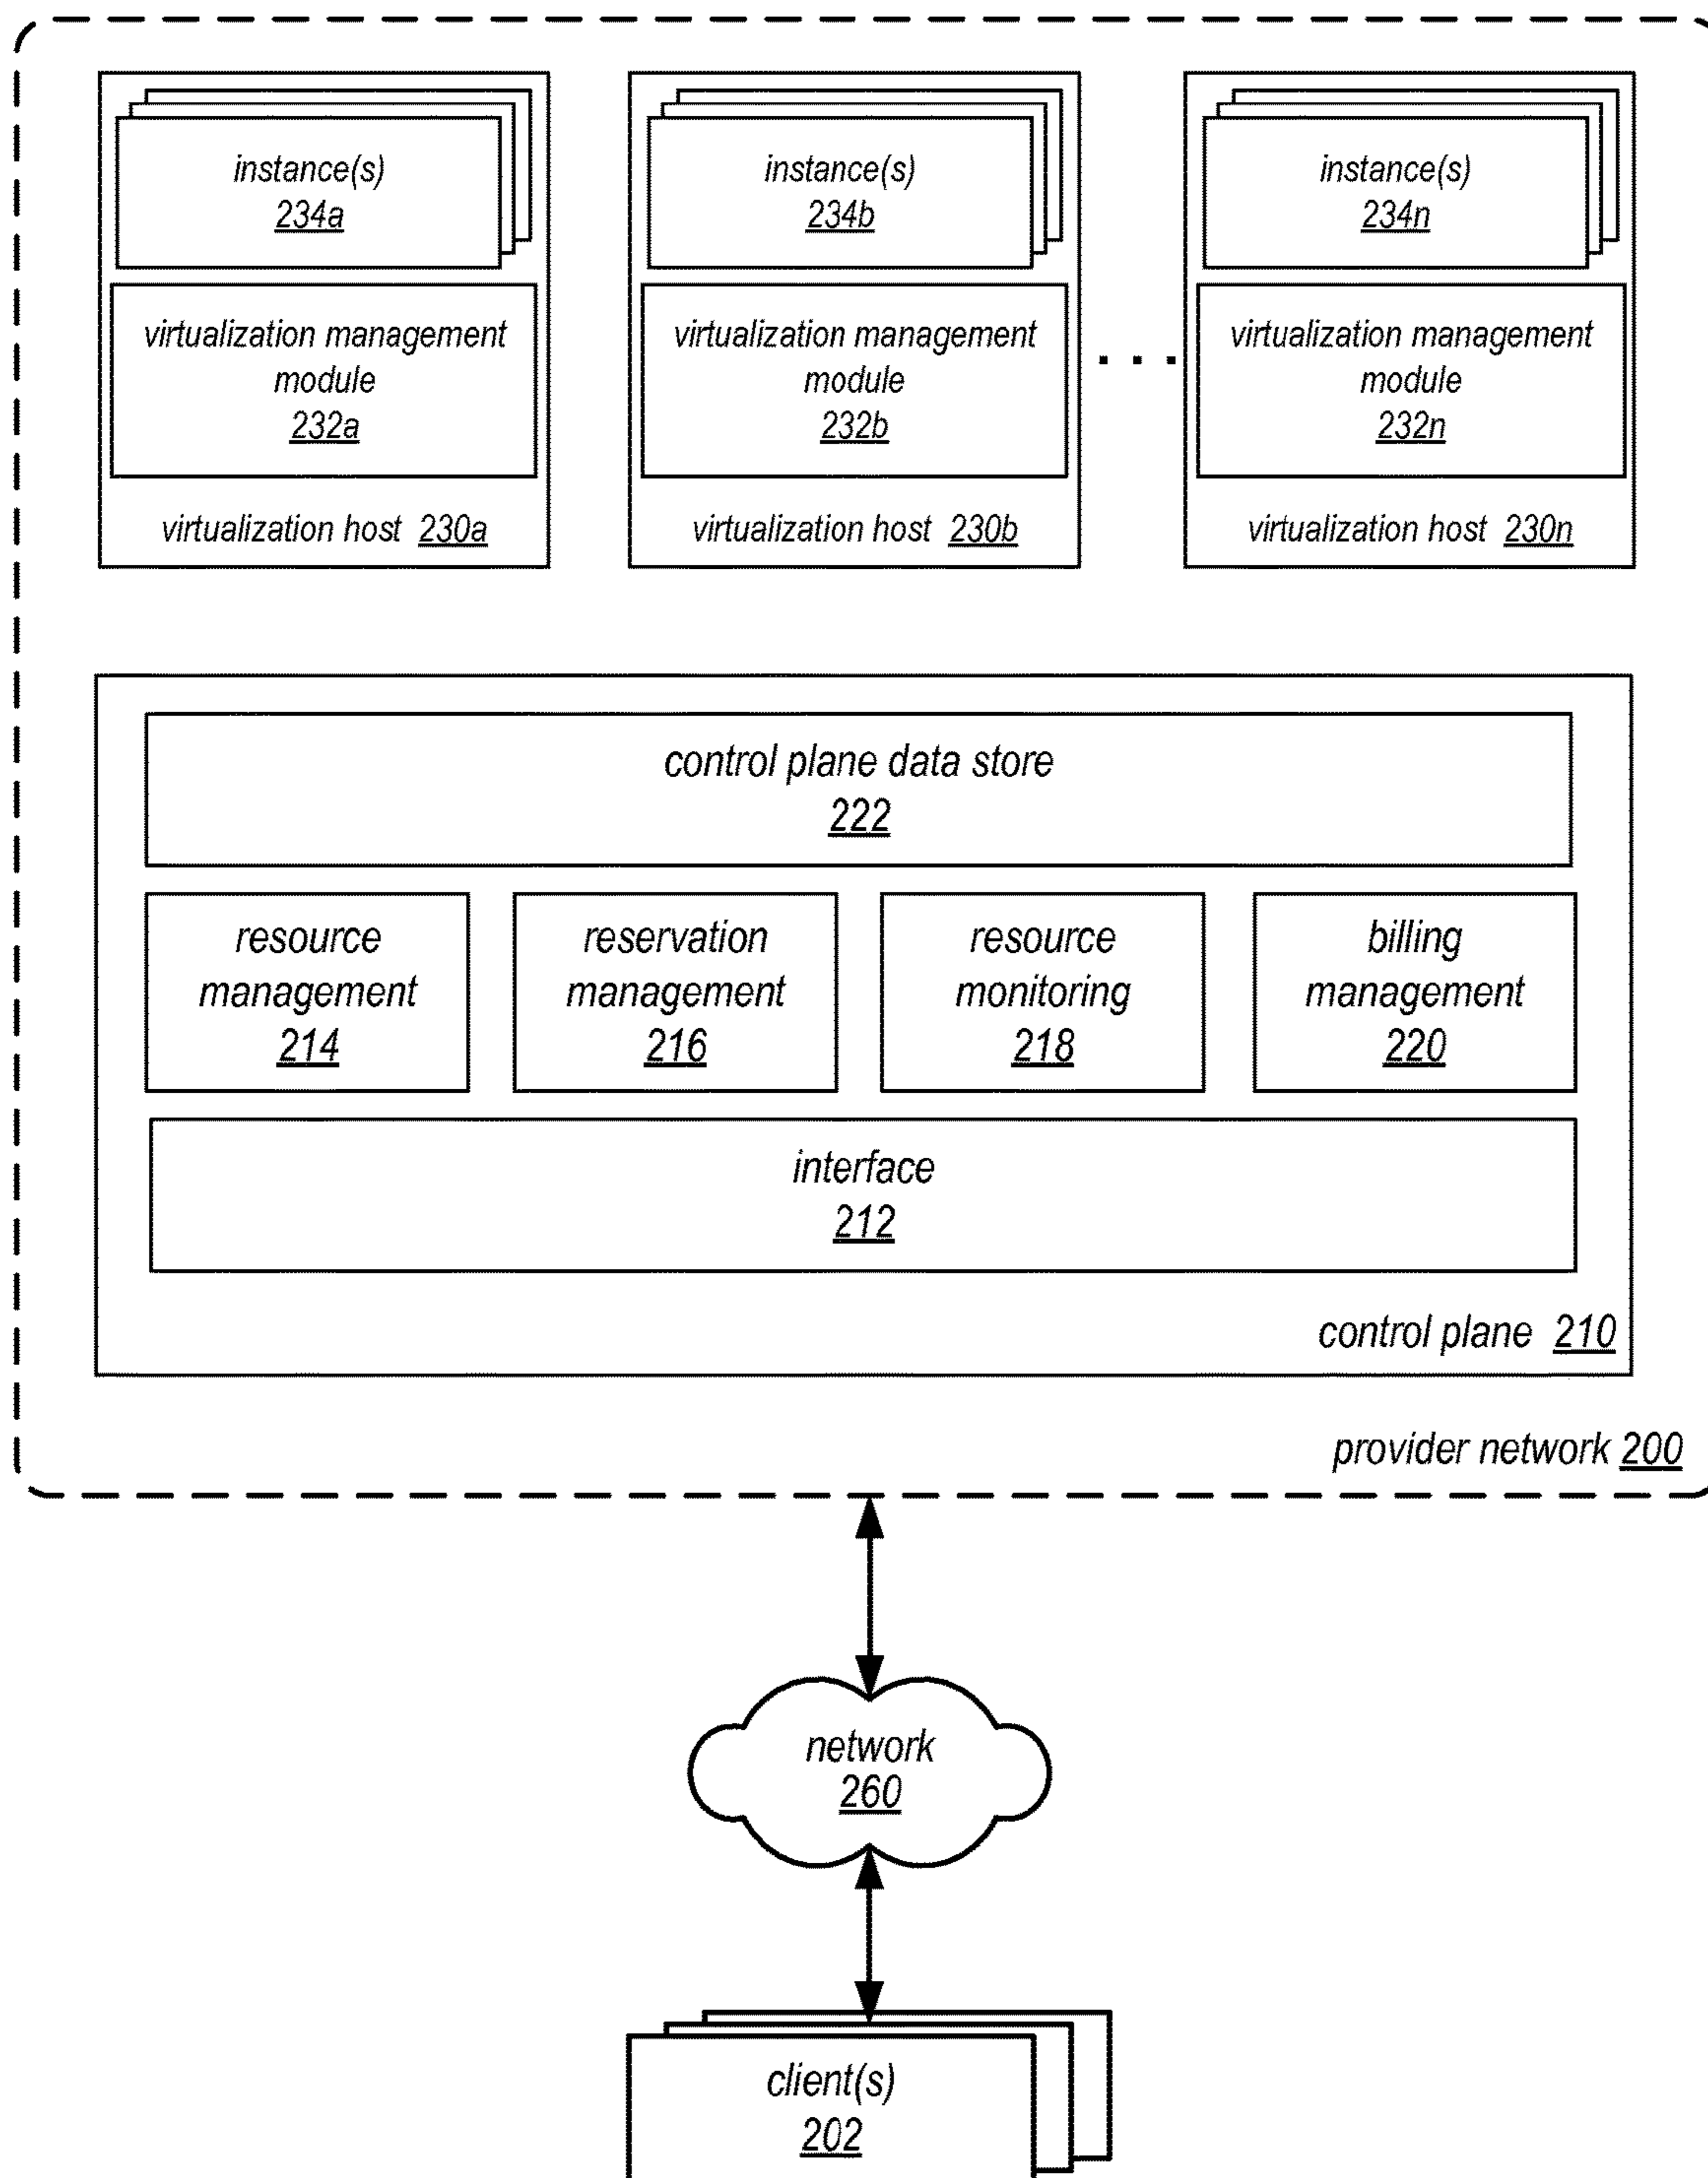 instance(s)
234a
virtualization management
module
232a
virtualization host 230a
instance(s)
234b
virtualization management
module
232b
virtualization host 230b
. . .
instance(s)
234n
virtualization management
module
232n
virtualization host 230n
control plane data store
222
resource
management
214
reservation
management
216
resource
monitoring
218
billing
management
220
interface
212
control plane 210
provider network 200
network
260
client(s)
202